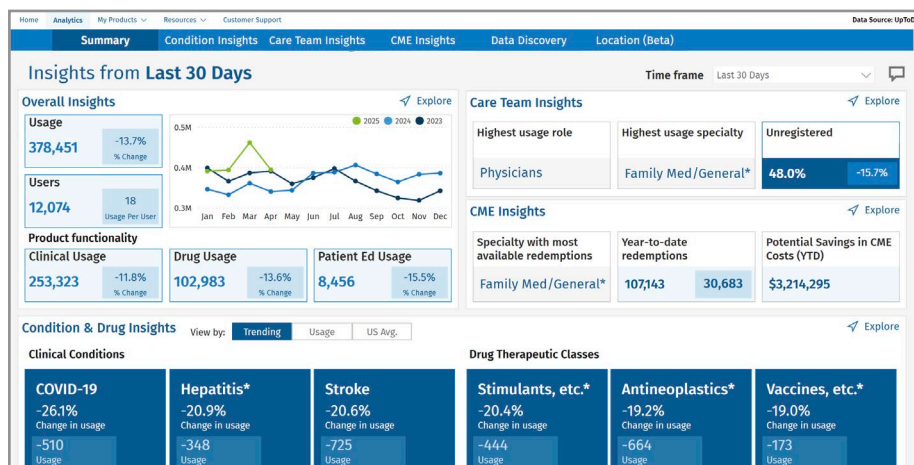 Home Analytics My Products Resources Customer Support Data Source: UpToD
Summary Condition Insights Care Team Insights CME Insights Data Discovery Location (Beta)
Insights from Last 30 Days
Time frame Last 30 Days
Overall Insights Explore
Usage
378,451 -13.7%
% Change
Users
12,074 18
Usage Per User
2025 2024 2023
0.5M
0.4M
0.3M
Jan Feb Mar Apr May Jun Jul Aug Sep Oct Nov Dec
Product functionality
Clinical Usage
253,323 -11.8%
% Change
Drug Usage
102,983 -13.6%
% Change
Patient Ed Usage
8,456 -15.5%
% Change
Care Team Insights Explore
Highest usage role
Physicians
Highest usage specialty
Family Med/General*
Unregistered
48.0% -15.7%
CME Insights Explore
Specialty with most
available redemptions
Family Med/General*
Year-to-date
redemptions
107,143 30,683
Potential Savings in CME
Costs (YTD)
$3,214,295
Condition & Drug Insights View by: Trending Usage US Avg. Explore
Clinical Conditions
COVID-19
-26.1%
Change in usage
-510
Usage
Hepatitis*
-20.9%
Change in usage
-348
Usage
Stroke
-20.6%
Change in usage
-725
Usage
Drug Therapeutic Classes
Stimulants, etc.*
-20.4%
Change in usage
-444
Usage
Antineoplastics*
-19.2%
Change in usage
-664
Usage
Vaccines, etc.*
-19.0%
Change in usage
-173
Usage